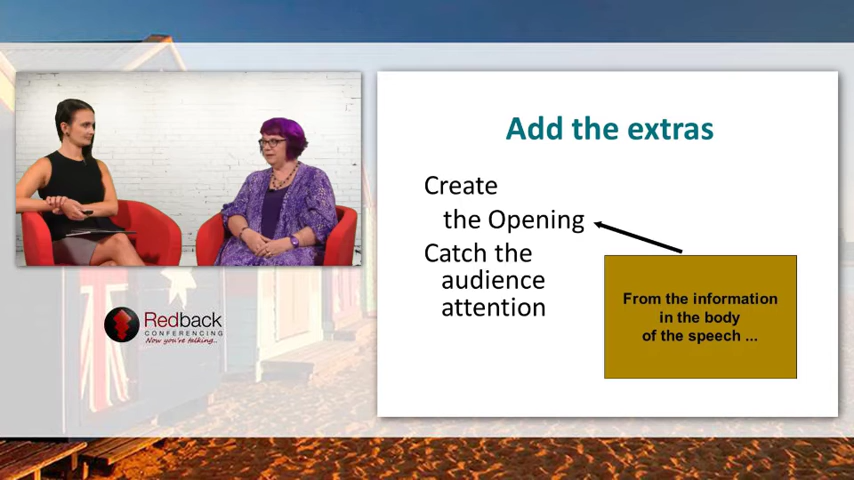 Add the extras
Create
the Opening
Catch the
audience
attention
From the information
in the body
of the speech ...
Redback
CONFERENCING
Now you're talking..